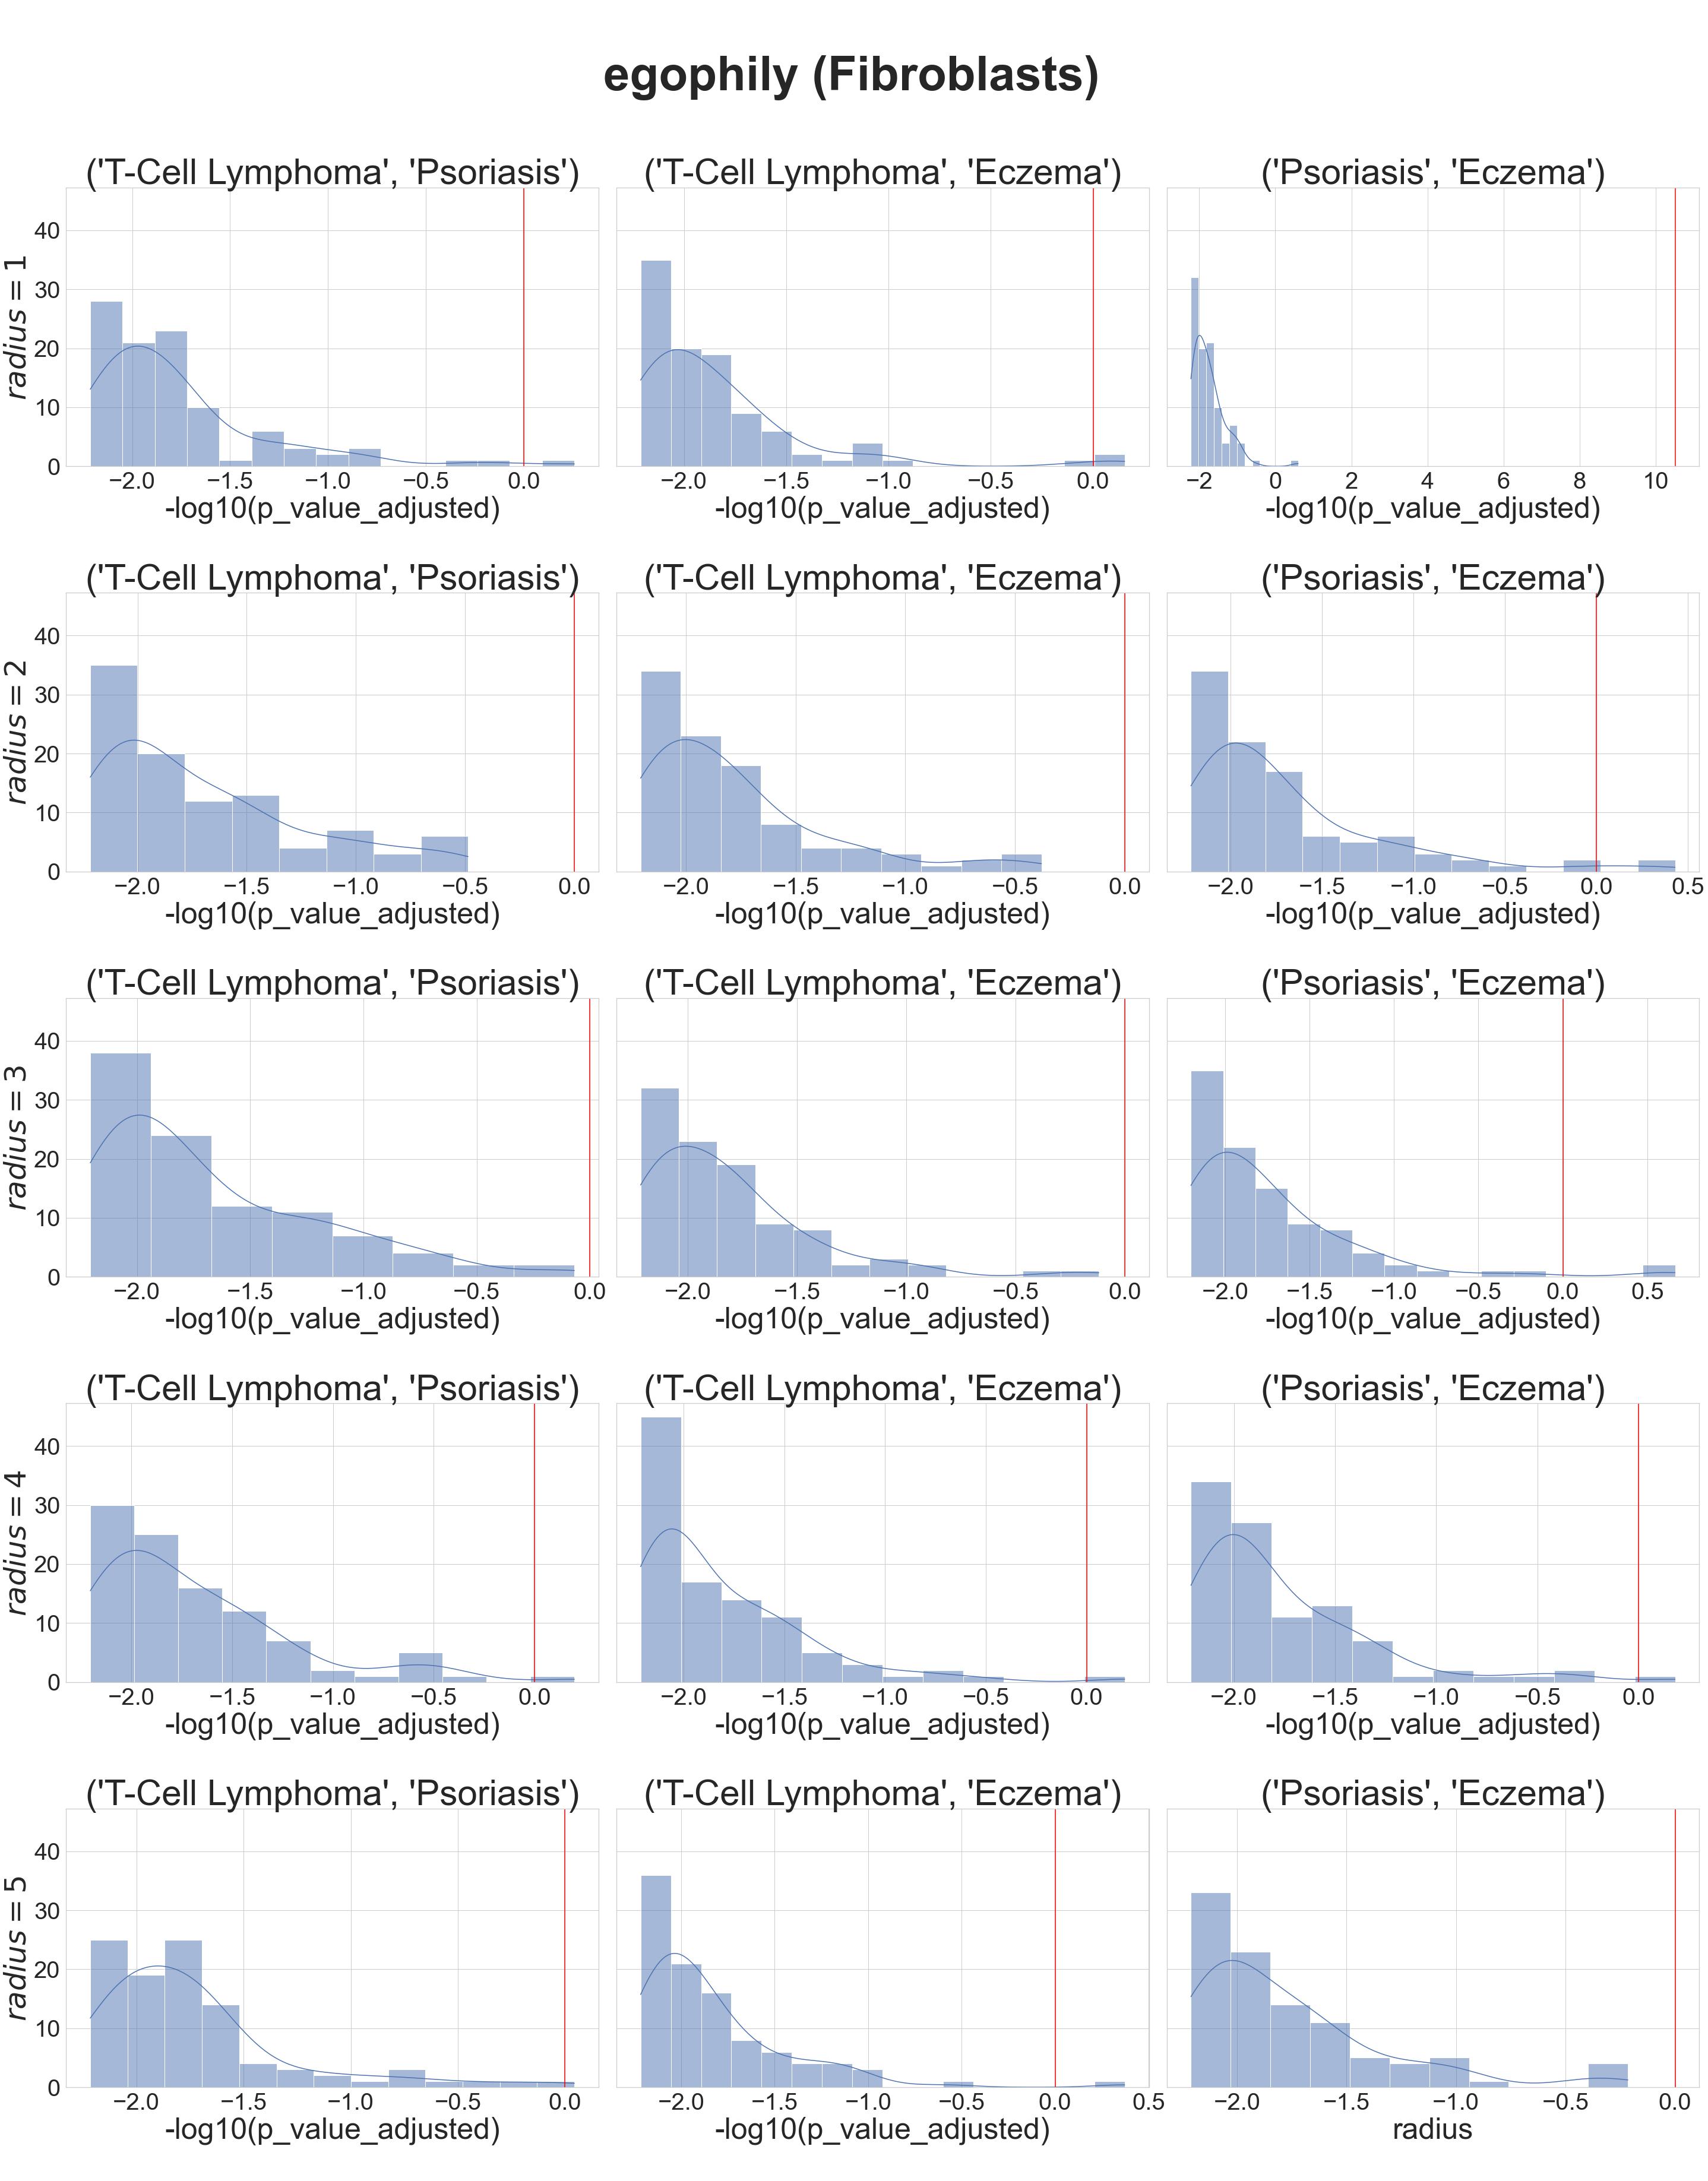 egophily (Fibroblasts)
('T-Cell Lymphoma', 'Psoriasis') ('T-Cell Lymphoma', 'Eczema') ('Psoriasis', 'Eczema')
radius = 1
40
30
20
10
0
−2.0 −1.5 −1.0 −0.5 0.0 −2.0 −1.5 −1.0 −0.5 0.0 −2 0 2 4 6 8 10
-log10(p_value_adjusted) -log10(p_value_adjusted) -log10(p_value_adjusted)
('T-Cell Lymphoma', 'Psoriasis') ('T-Cell Lymphoma', 'Eczema') ('Psoriasis', 'Eczema')
radius = 2
40
30
20
10
0
−2.0 −1.5 −1.0 −0.5 0.0 −2.0 −1.5 −1.0 −0.5 0.0 −2.0 −1.5 −1.0 −0.5 0.0 0.5
-log10(p_value_adjusted) -log10(p_value_adjusted) -log10(p_value_adjusted)
('T-Cell Lymphoma', 'Psoriasis') ('T-Cell Lymphoma', 'Eczema') ('Psoriasis', 'Eczema')
radius = 3
40
30
20
10
0
−2.0 −1.5 −1.0 −0.5 0.0 −2.0 −1.5 −1.0 −0.5 0.0 −2.0 −1.5 −1.0 −0.5 0.0 0.5
-log10(p_value_adjusted) -log10(p_value_adjusted) -log10(p_value_adjusted)
('T-Cell Lymphoma', 'Psoriasis') ('T-Cell Lymphoma', 'Eczema') ('Psoriasis', 'Eczema')
radius = 4
40
30
20
10
0
−2.0 −1.5 −1.0 −0.5 0.0 −2.0 −1.5 −1.0 −0.5 0.0 −2.0 −1.5 −1.0 −0.5 0.0
-log10(p_value_adjusted) -log10(p_value_adjusted) -log10(p_value_adjusted)
('T-Cell Lymphoma', 'Psoriasis') ('T-Cell Lymphoma', 'Eczema') ('Psoriasis', 'Eczema')
radius = 5
40
30
20
10
0
−2.0 −1.5 −1.0 −0.5 0.0 −2.0 −1.5 −1.0 −0.5 0.0 0.5 −2.0 −1.5 −1.0 −0.5 0.0
-log10(p_value_adjusted) -log10(p_value_adjusted) radius